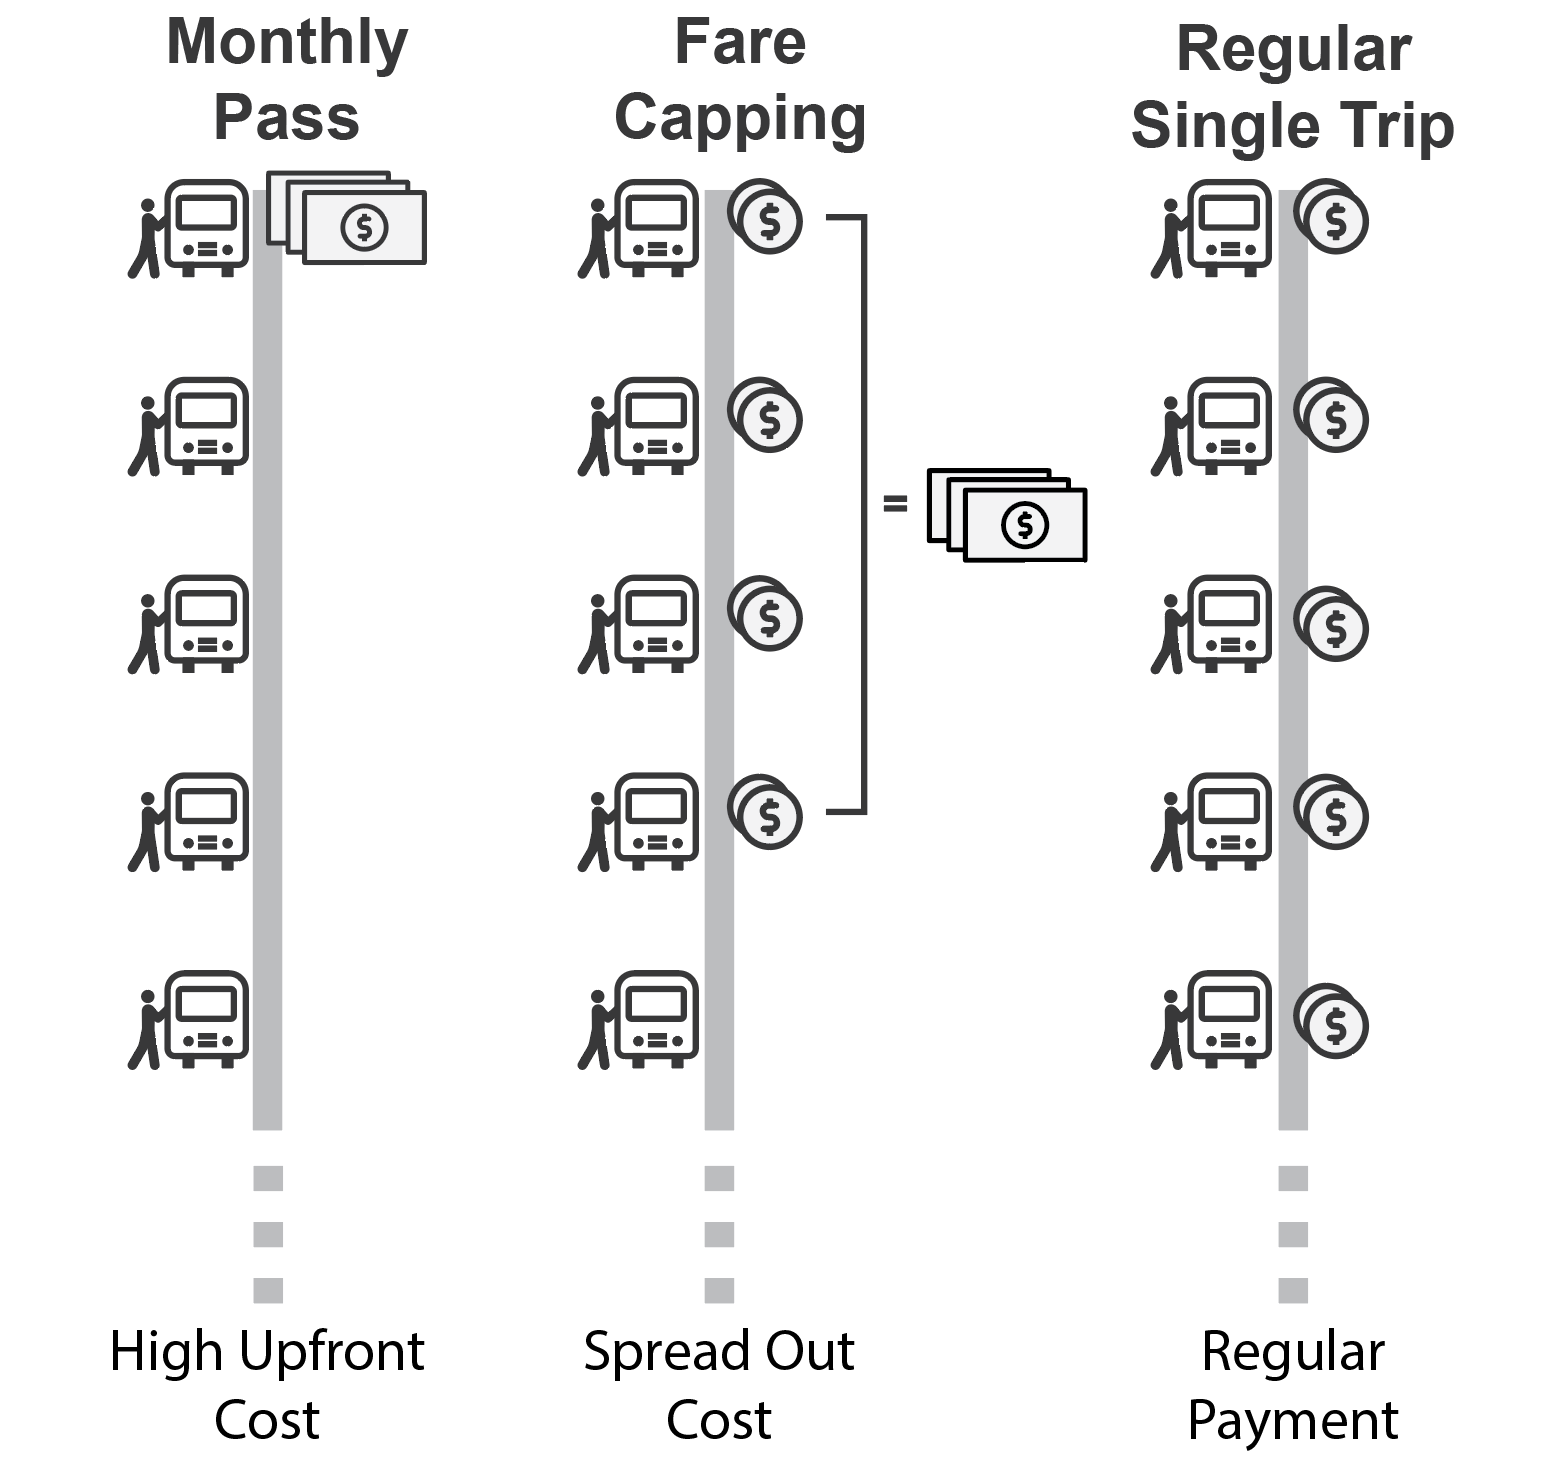 Monthly
Pass
Fare
Capping
Regular
Single Trip
$
$
$
$
$
$
$
=
$
$
$
$
High Upfront
Cost
Spread Out
Cost
Regular
Payment